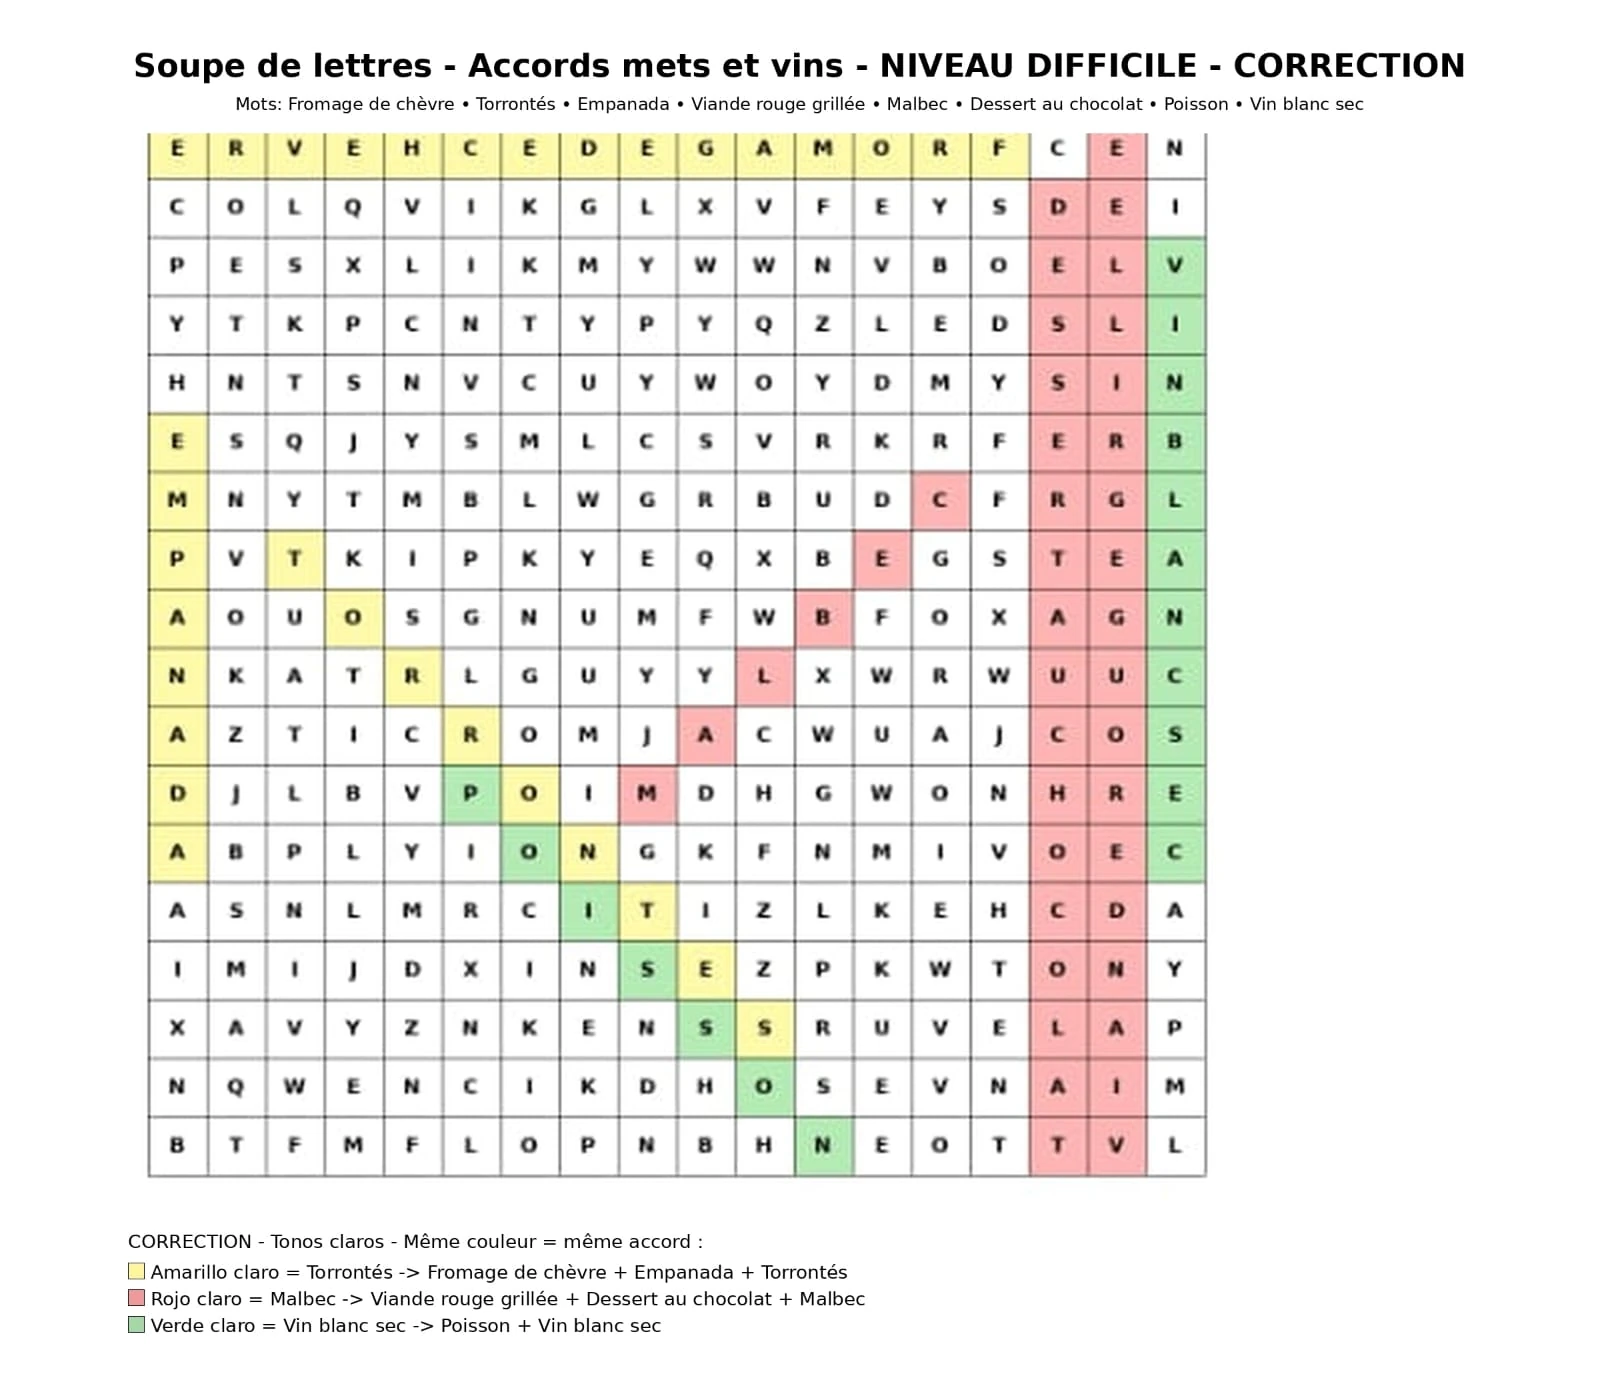 Soupe de lettres - Accords mets et vins - NIVEAU DIFFICILE - CORRECTION
Mots: Fromage de chèvre • Torrontés • Empanada • Viande rouge grillée • Malbec • Dessert au chocolat • Poisson • Vin blanc sec
E R V E H C E D E G A M O R F C E N
C O L Q V I K G L X V F E Y S D E I
P E S X L I K M Y W W N V B O E L V
Y T K P C N T Y P Y Q Z L E D S L I
H N T S N V C U Y W O Y D M Y S I N
E S Q J Y S M L C S V R K R F E R B
M N Y T M B L W G R B U D C F R G L
P V T K I P K Y E Q X B E G S T E A
A O U O S G N U M F W B F O X A G N
N K A T R L G U Y Y L X W R W U U C
A Z T I C R O M J A C W U A J C O S
D J L B V P O I M D H G W O N H R E
A B P L Y I O N G K F N M I V O E C
A S N L M R C I T I Z L K E H C D A
I M I J D X I N S E Z P K W T O N Y
X A V Y Z N K E N S S R U V E L A P
N Q W E N C I K D H O S E V N A I M
B T F M F L O P N B H N E O T T V L
CORRECTION - Tonos claros - Même couleur = même accord :
Amarillo claro = Torrontés -> Fromage de chèvre + Empanada + Torrontés
Rojo claro = Malbec -> Viande rouge grillée + Dessert au chocolat + Malbec
Verde claro = Vin blanc sec -> Poisson + Vin blanc sec